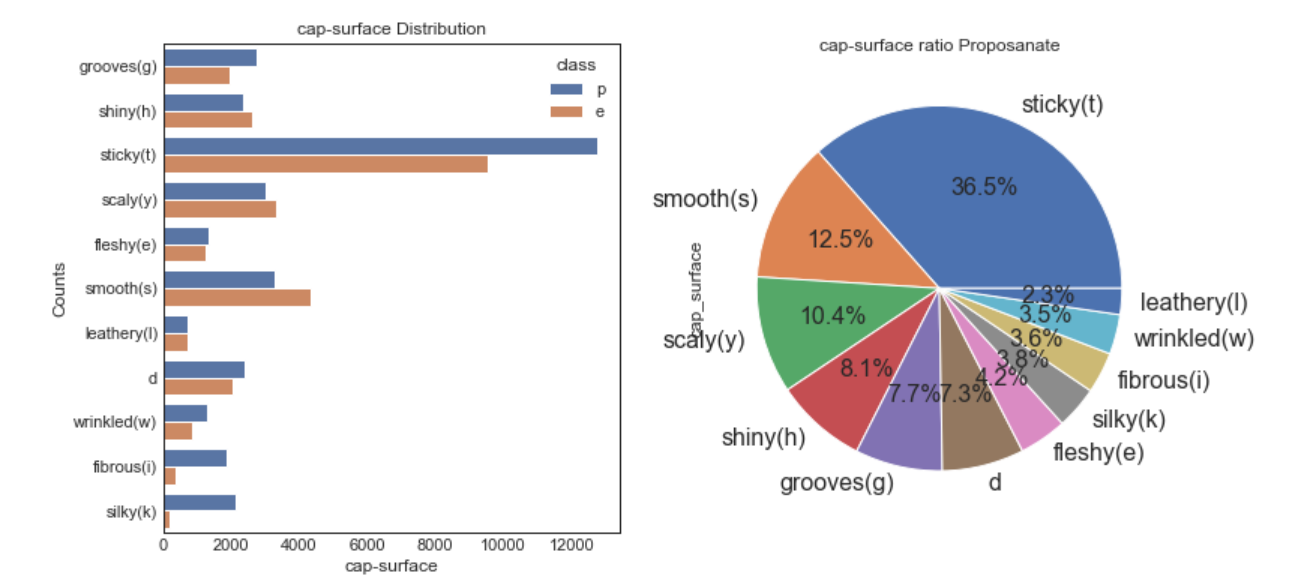 cap-surface Distribution
grooves(g)
shiny(h)
sticky(t)
scaly(y)
fleshy(e)
smooth(s)
leathery(l)
d
wrinkled(w)
fibrous(i)
silky(k)
Counts
0 2000 4000 6000 8000 10000 12000
cap-surface
class
p
e
cap-surface ratio Proposanate
sticky(t)
36.5%
smooth(s)
12.5%
cap_surface
scaly(y)
10.4%
shiny(h)
8.1%
grooves(g)
7.7%
d
7.3%
fleshy(e)
4.2%
silky(k)
3.8%
fibrous(i)
3.6%
wrinkled(w)
3.5%
leathery(l)
2.3%